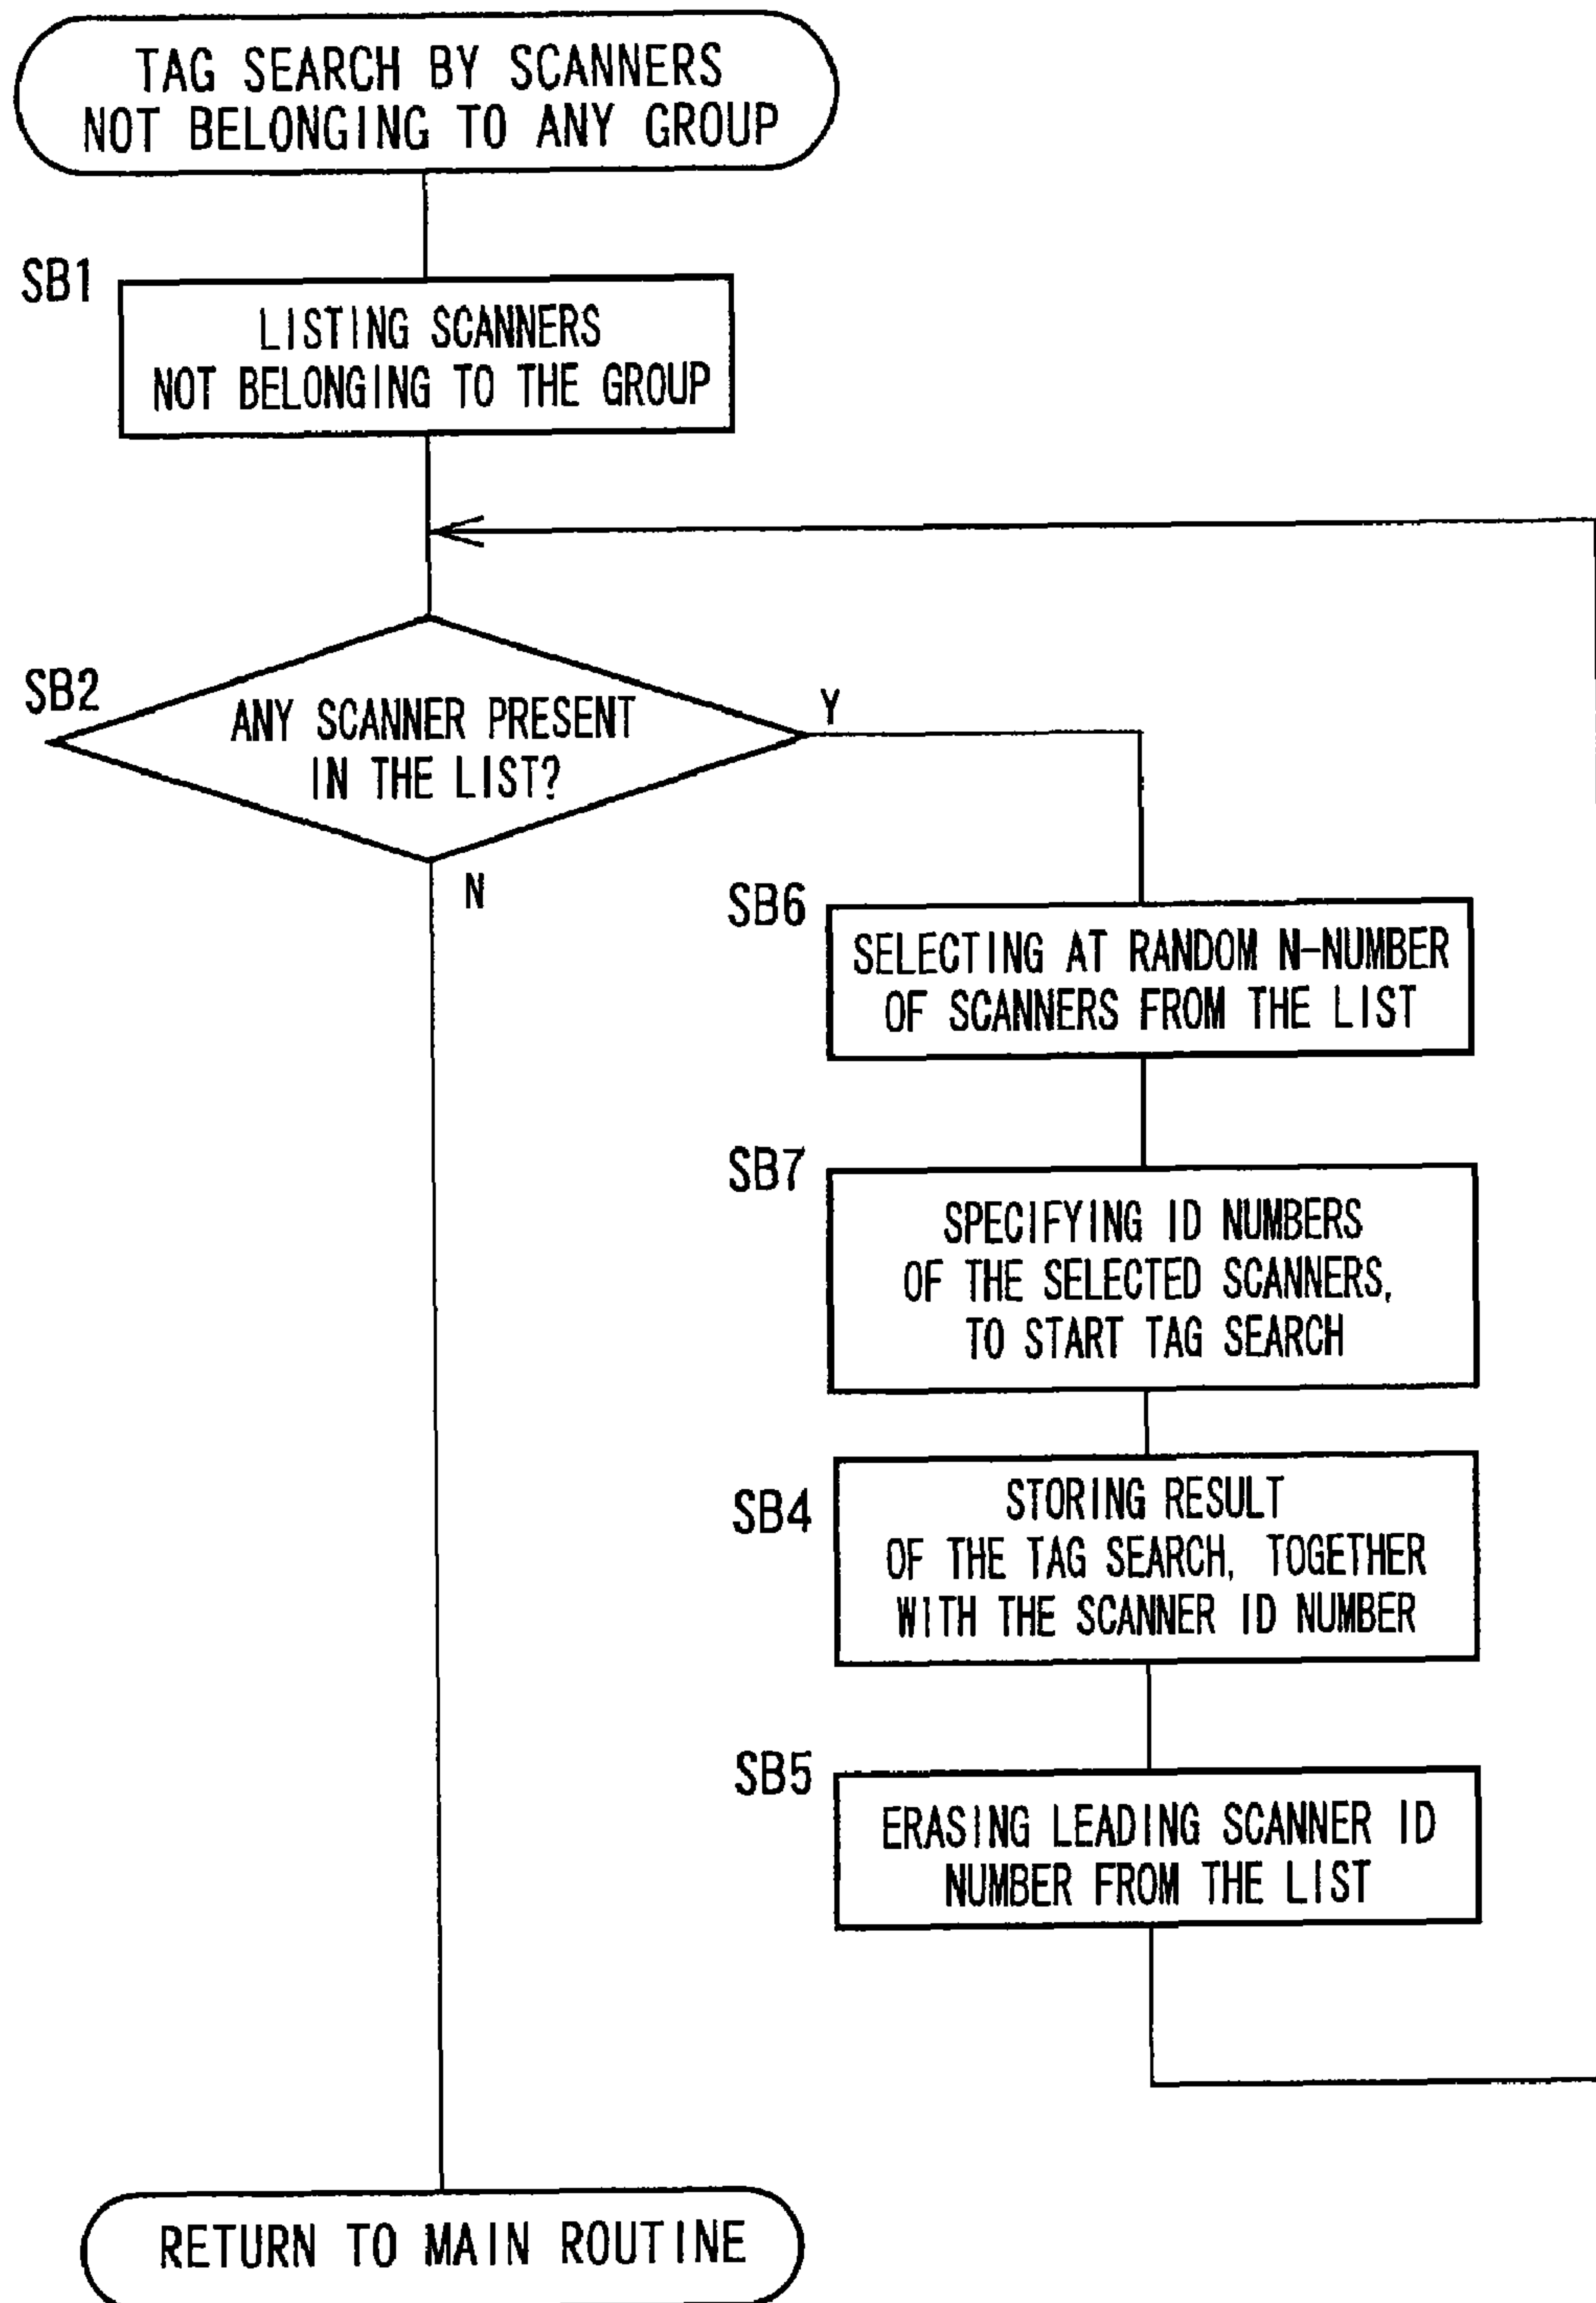 TAG SEARCH BY SCANNERS
NOT BELONGING TO ANY GROUP
SB1
LISTING SCANNERS
NOT BELONGING TO THE GROUP
SB2
ANY SCANNER PRESENT
IN THE LIST?
Y
N
SB6
SELECTING AT RANDOM N-NUMBER
OF SCANNERS FROM THE LIST
SB7
SPECIFYING ID NUMBERS
OF THE SELECTED SCANNERS,
TO START TAG SEARCH
SB4
STORING RESULT
OF THE TAG SEARCH, TOGETHER
WITH THE SCANNER ID NUMBER
SB5
ERASING LEADING SCANNER ID
NUMBER FROM THE LIST
RETURN TO MAIN ROUTINE